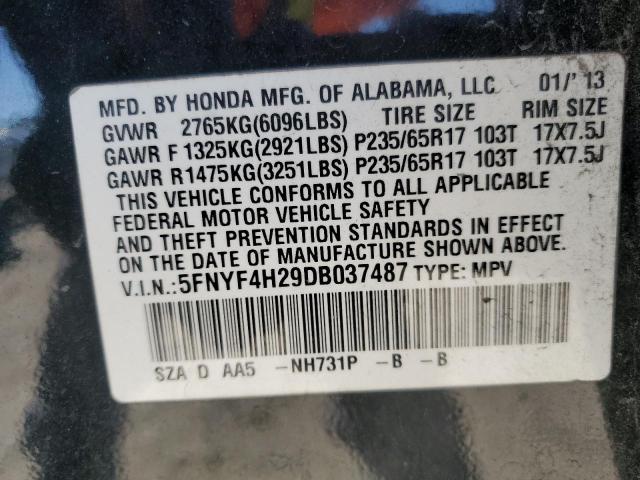 MFD. BY HONDA MFG. OF ALABAMA, LLC 01/'13
GVWR 2765KG(6096LBS) TIRE SIZE RIM SIZE
GAWR F 1325KG(2921LBS) P235/65R17 103T 17X7.5J
GAWR R1475KG(3251LBS) P235/65R17 103T 17X7.5J
THIS VEHICLE CONFORMS TO ALL APPLICABLE
FEDERAL MOTOR VEHICLE SAFETY
AND THEFT PREVENTION STANDARDS IN EFFECT
ON THE DATE OF MANUFACTURE SHOWN ABOVE.
V.I.N.:5FNYF4H29DB037487 TYPE: MPV
SZA D AA5 -NH731P -B -B